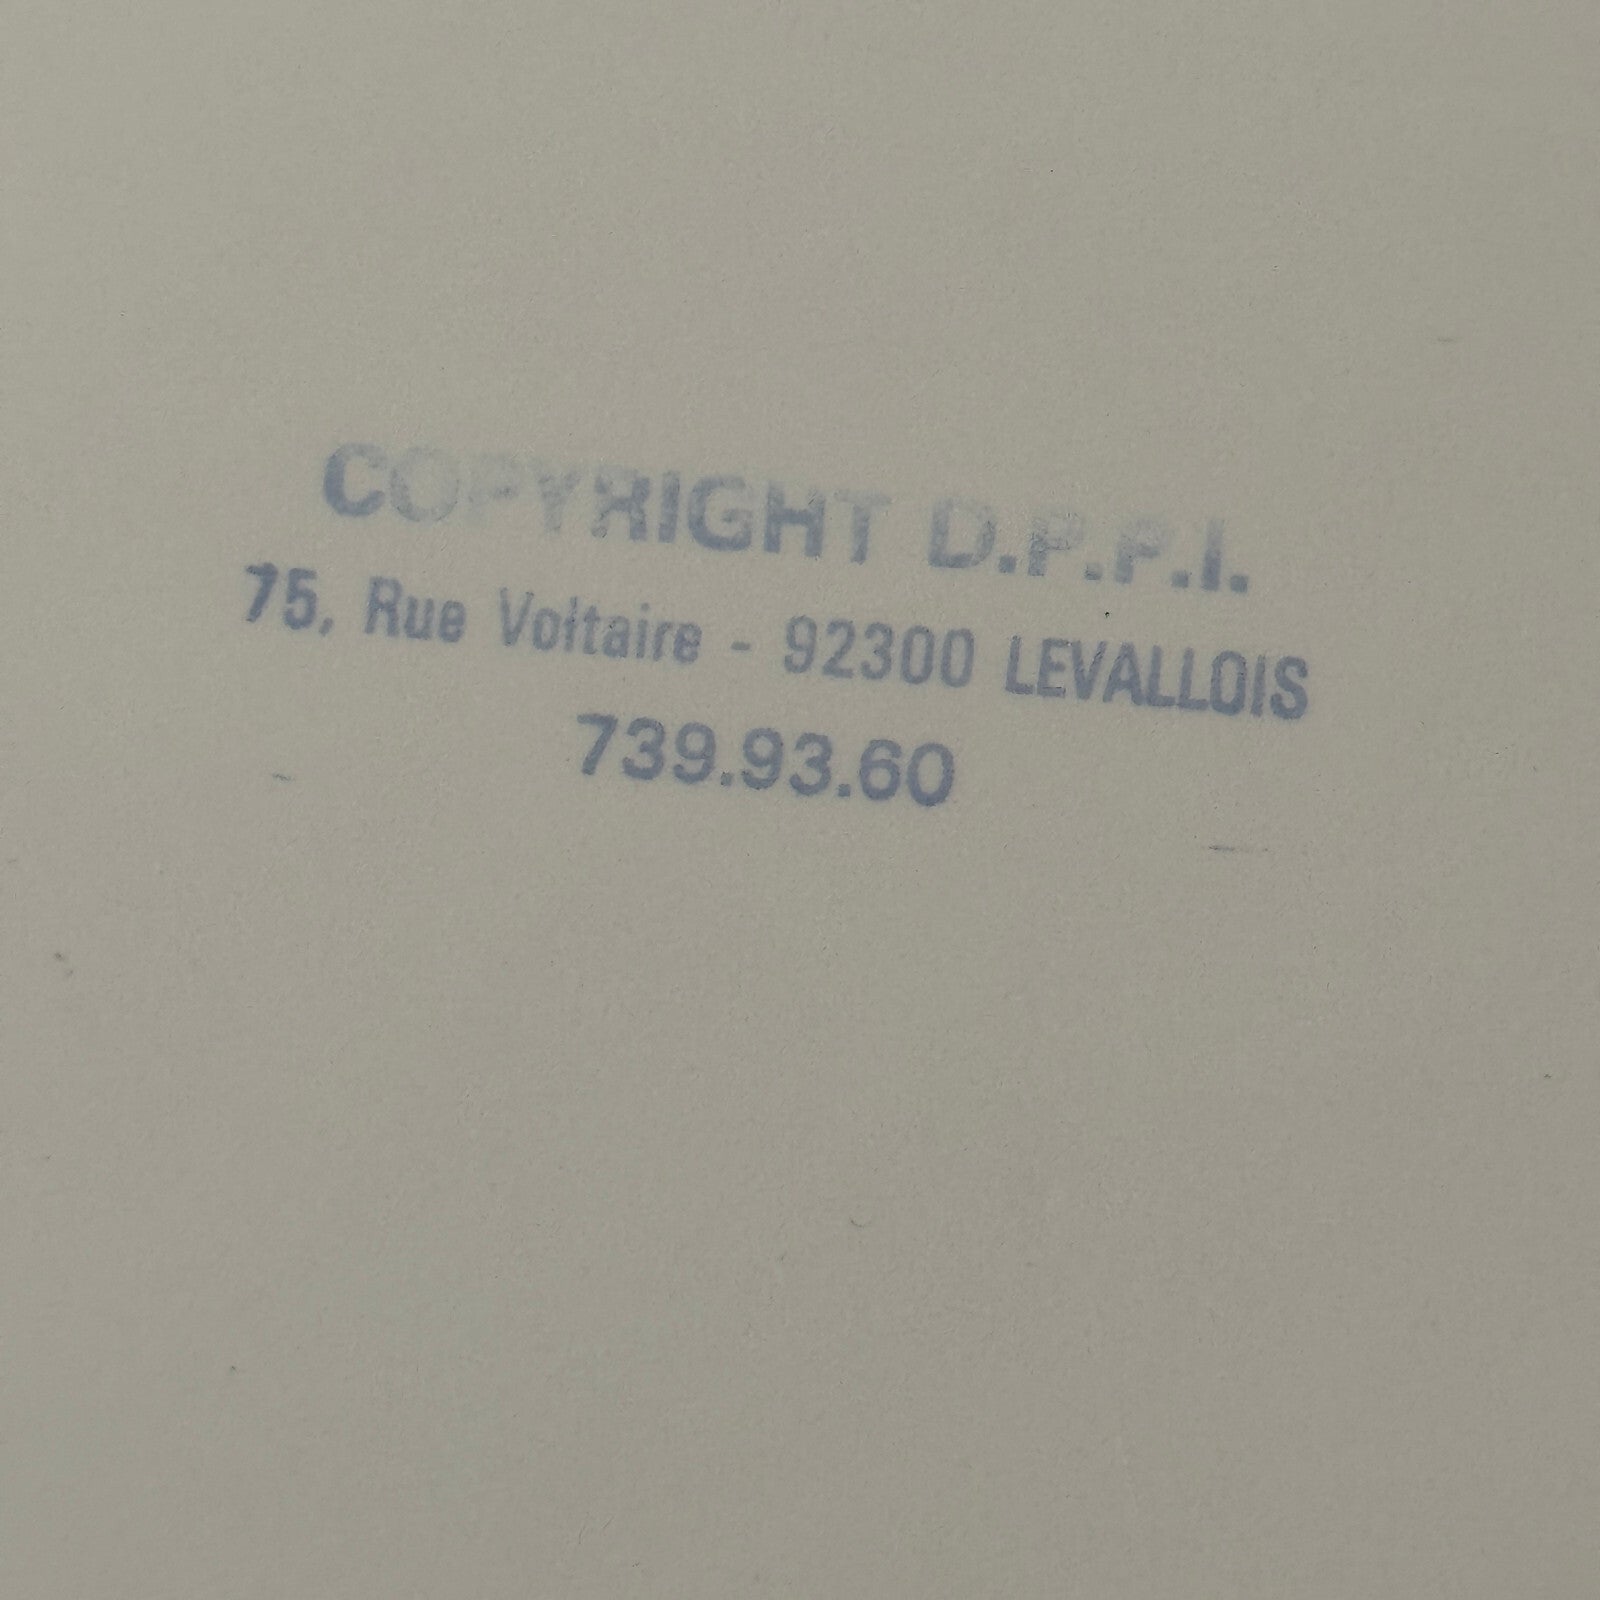 COPYRIGHT D.P.P.I.
75, Rue Voltaire - 92300 LEVALLOIS
739.93.60